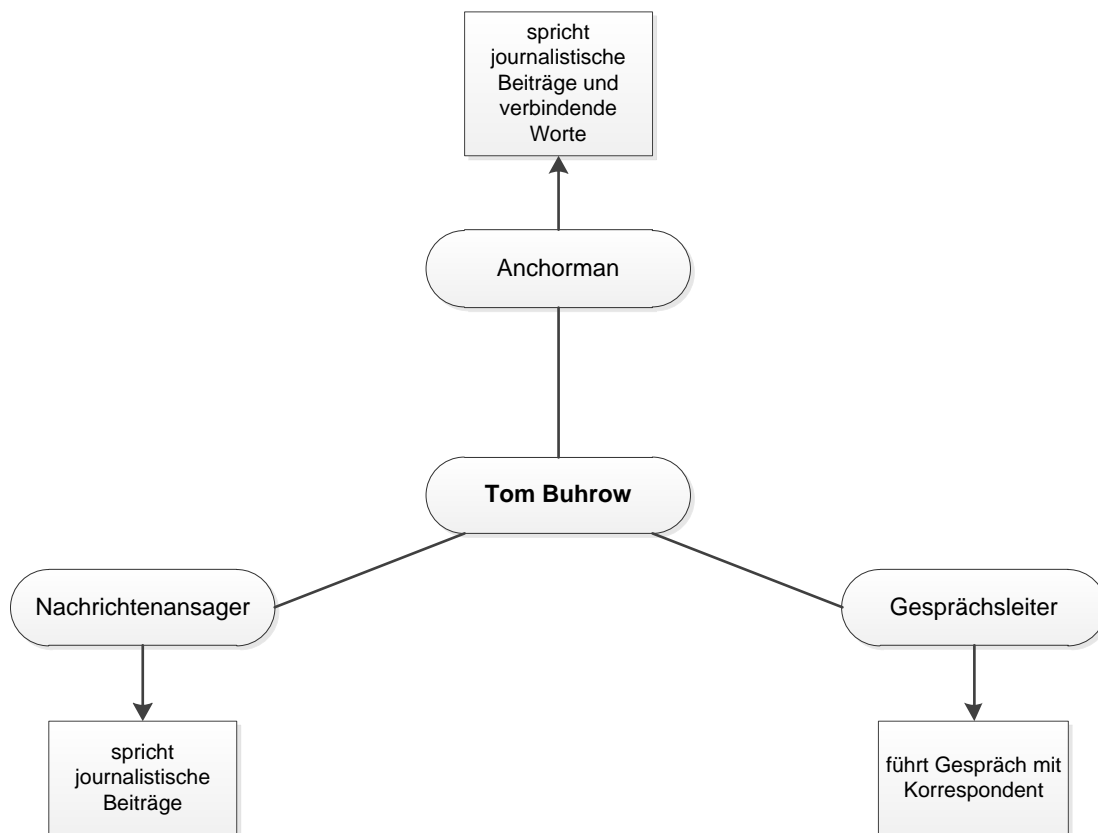 spricht
journalistische
Beiträge und
verbindende
Worte
Anchorman
Tom Buhrow
Nachrichtenansager
Gesprächsleiter
spricht
journalistische
Beiträge
führt Gespräch mit
Korrespondent